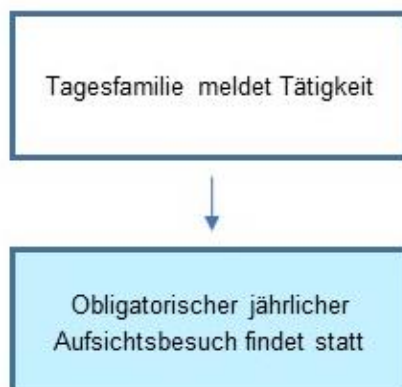 Tagesfamilie meldet Tätigkeit
Obligatorischer jährlicher
Aufsichtsbesuch findet statt